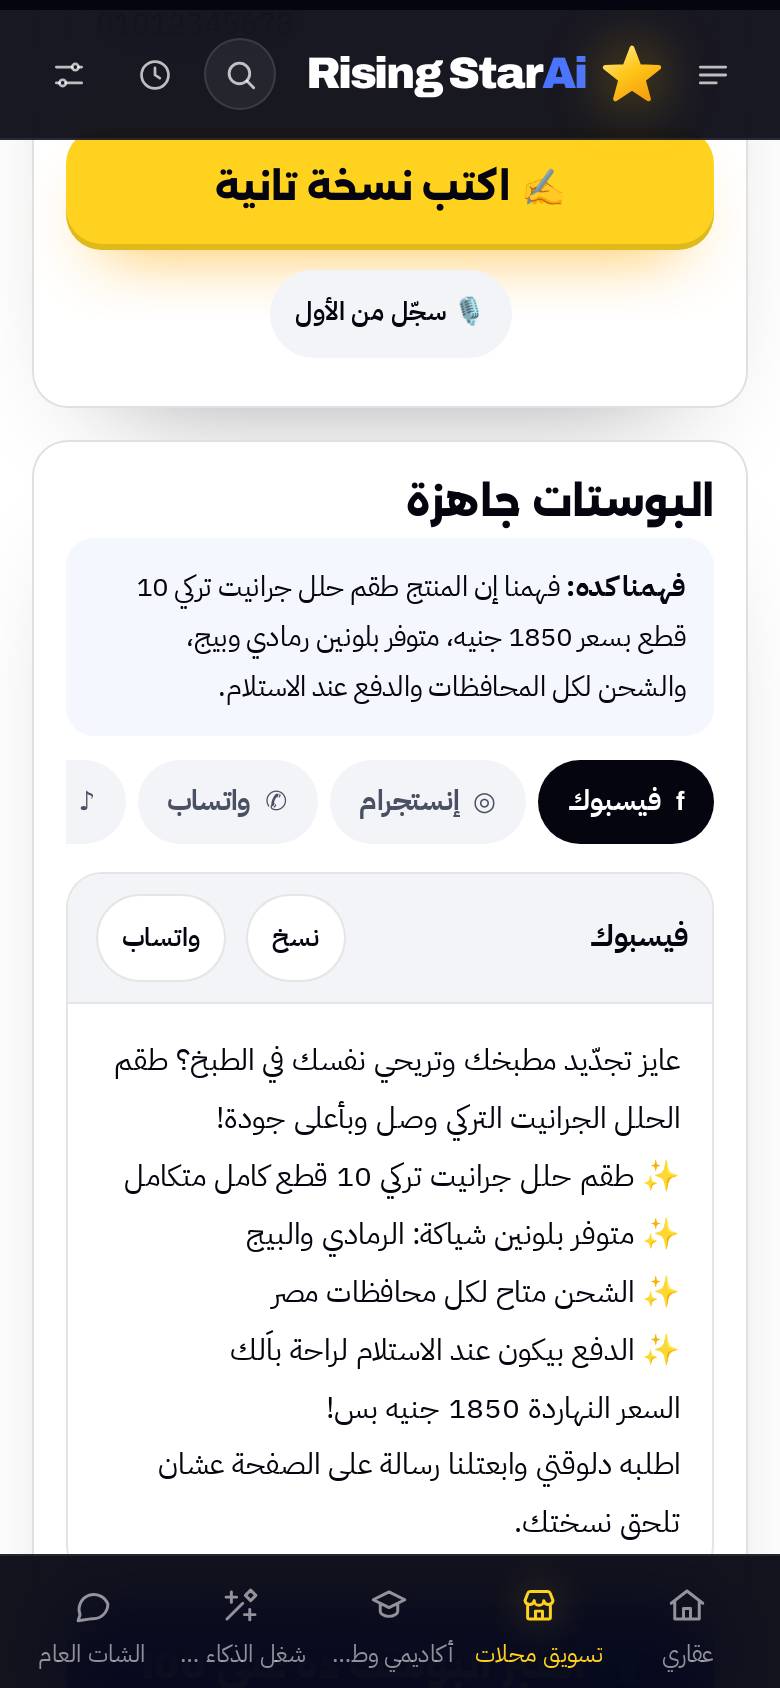 01012345678
Rising StarAi
✍️ اكتب نسخة تانية
🎙️ سجّل من الأول
البوستات جاهزة
فهمنا كده: فهمنا إن المنتج طقم حلل جرانيت تركي 10
قطع بسعر 1850 جنيه، متوفر بلونين رمادي وبيج،
والشحن لكل المحافظات والدفع عند الاستلام.
f فيسبوك
◎ إنستجرام
✆ واتساب
♪
فيسبوك
نسخ
واتساب
عايز تجدّيد مطبخك وتريحي نفسك في الطبخ؟ طقم
الحلل الجرانيت التركي وصل وبأعلى جودة!
✨ طقم حلل جرانيت تركي 10 قطع كامل متكامل
✨ متوفر بلونين شياكة: الرمادي والبيج
✨ الشحن متاح لكل محافظات مصر
✨ الدفع بيكون عند الاستلام لراحة باَلك
السعر النهاردة 1850 جنيه بس!
اطلبه دلوقتي وابعتلنا رسالة على الصفحة عشان
تلحق نسختك.
عقاري
تسويق محلات
أكاديمي وط...
شغل الذكاء ...
الشات العام